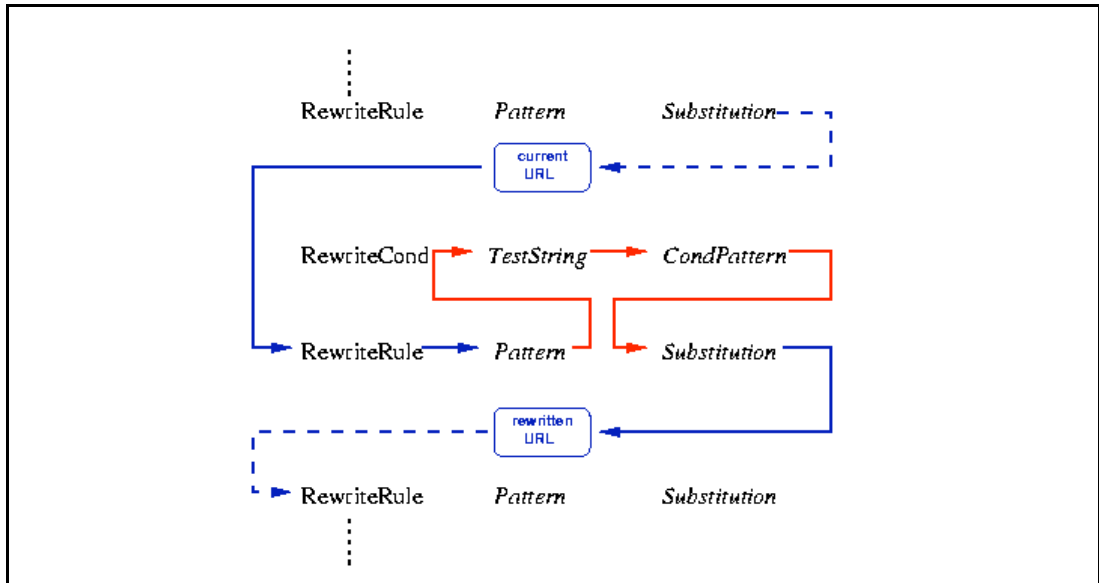 RewriteRule Pattern Substitution
current
URL
RewriteCond TestString CondPattern
RewriteRule Pattern Substitution
rewritten
URL
RewriteRule Pattern Substitution